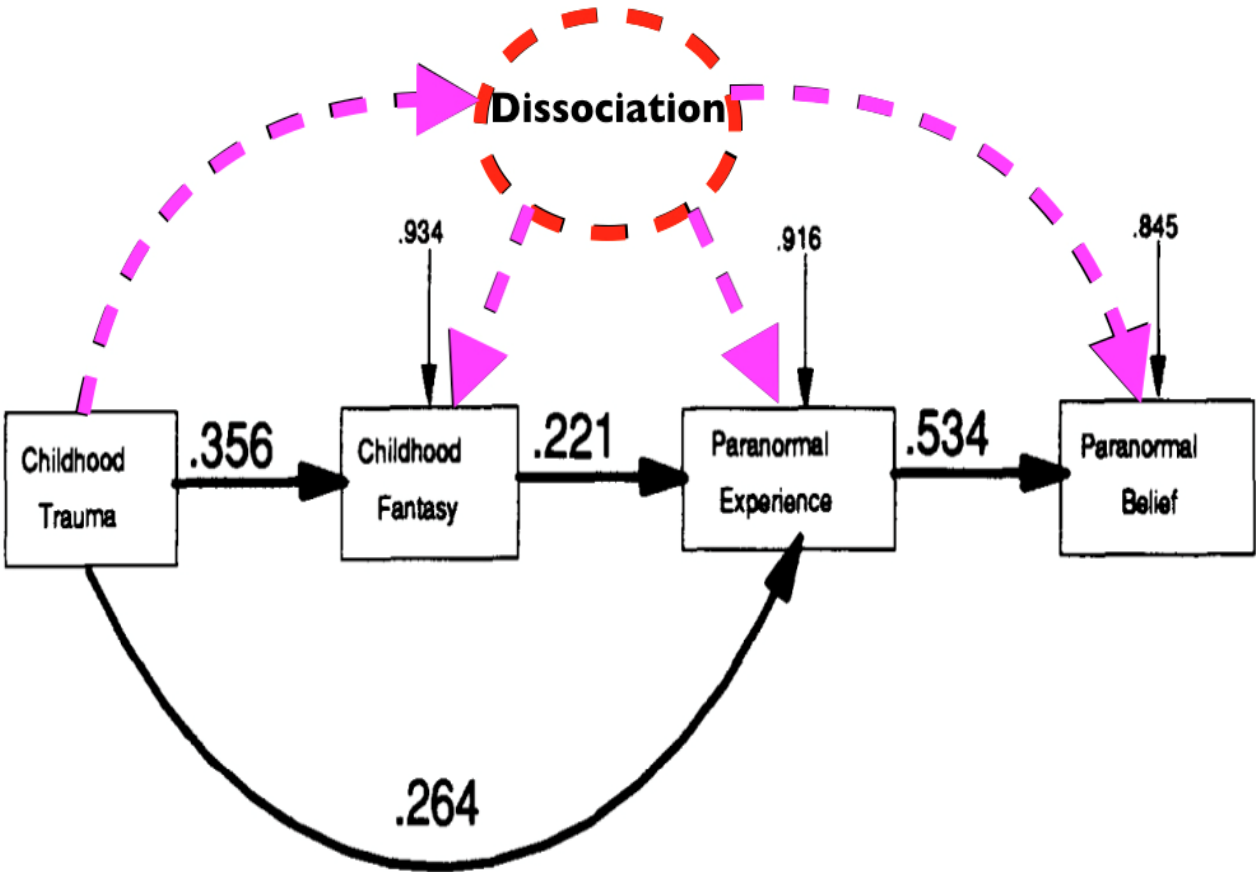 Dissociation
.934
.916
.845
Childhood
Trauma
.356
Childhood
Fantasy
.221
Paranormal
Experience
.534
Paranormal
Belief
.264